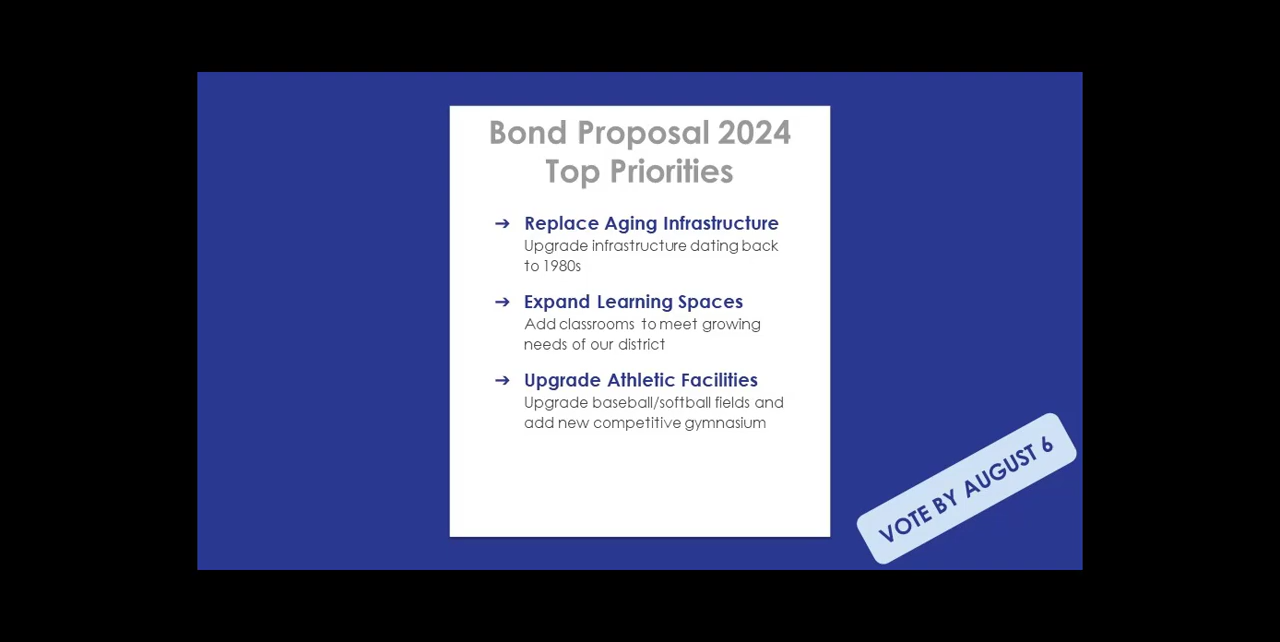 Bond Proposal 2024
Top Priorities
➔ Replace Aging Infrastructure
Upgrade infrastructure dating back
to 1980s
➔ Expand Learning Spaces
Add classrooms to meet growing
needs of our district
➔ Upgrade Athletic Facilities
Upgrade baseball/softball fields and
add new competitive gymnasium
VOTE BY AUGUST 6